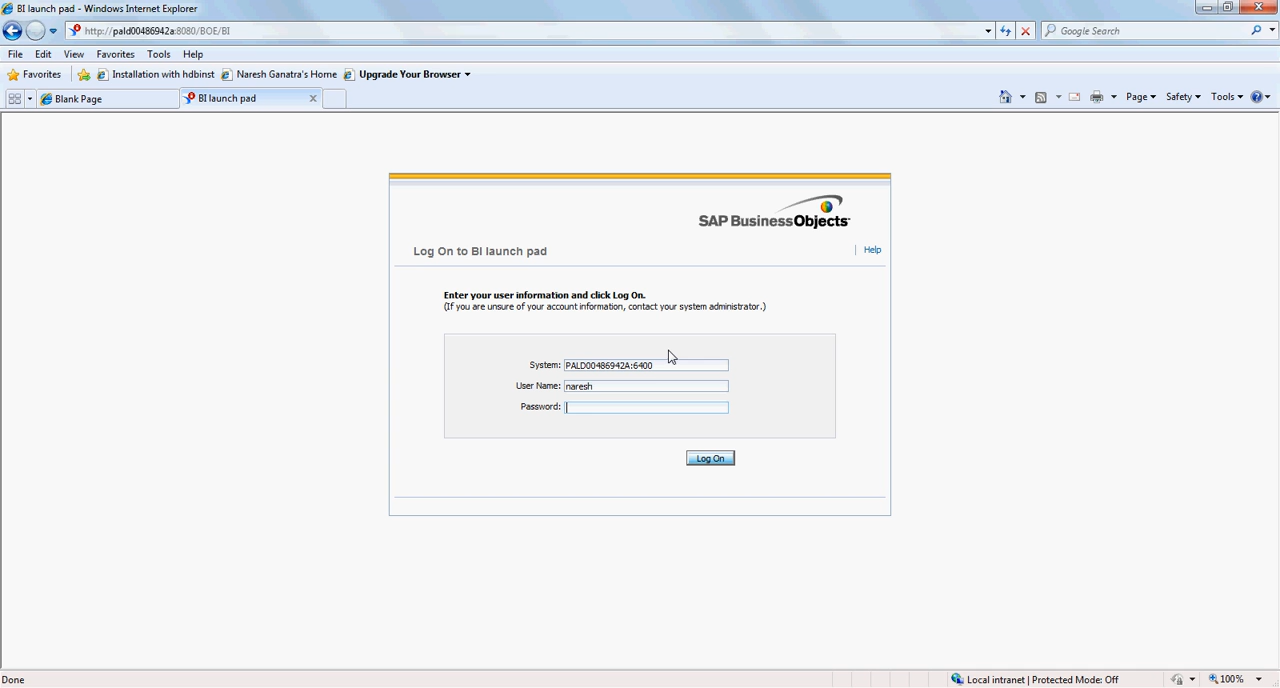 BI launch pad - Windows Internet Explorer
http://pald00486942a:8080/BOE/BI
Google Search
File Edit View Favorites Tools Help
Favorites Installation with hdbinst Naresh Ganatra's Home Upgrade Your Browser
Blank Page BI launch pad Page Safety Tools
SAP BusinessObjects
Log On to BI launch pad Help
Enter your user information and click Log On.
(If you are unsure of your account information, contact your system administrator.)
System: PALD00486942A:6400
User Name: naresh
Password:
Log On
Done Local intranet | Protected Mode: Off 100%